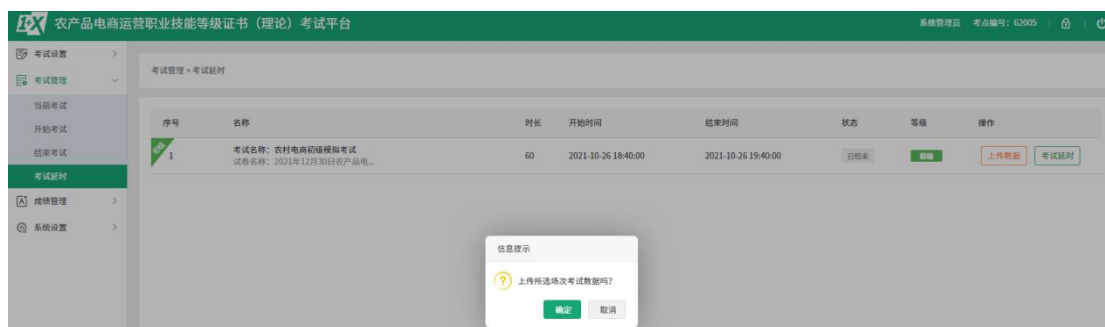 1+X 农产品电商运营职业技能等级证书（理论）考试平台
系统管理员 考点编号：62005
考试设置
考试管理
当前考试
开始考试
结束考试
考试延时
成绩管理
系统设置
考试管理>考试延时
序号 名称 时长 开始时间 结束时间 状态 等级 操作
初级
1 考试名称：农村电商初级模拟考试 60 2021-10-26 18:40:00 2021-10-26 19:40:00 已结束 初级 上传数据 考试延时
试卷名称：2021年12月30日农产品电...
信息提示
上传所选场次考试数据吗？
确定 取消